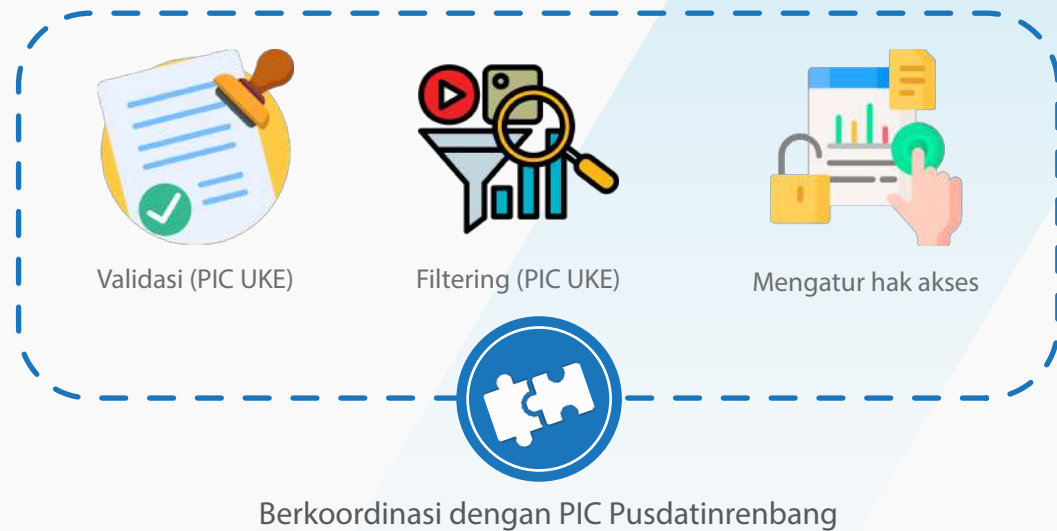 Validasi (PIC UKE)
Filtering (PIC UKE)
Mengatur hak akses
Berkoordinasi dengan PIC Pusdatinrenbang